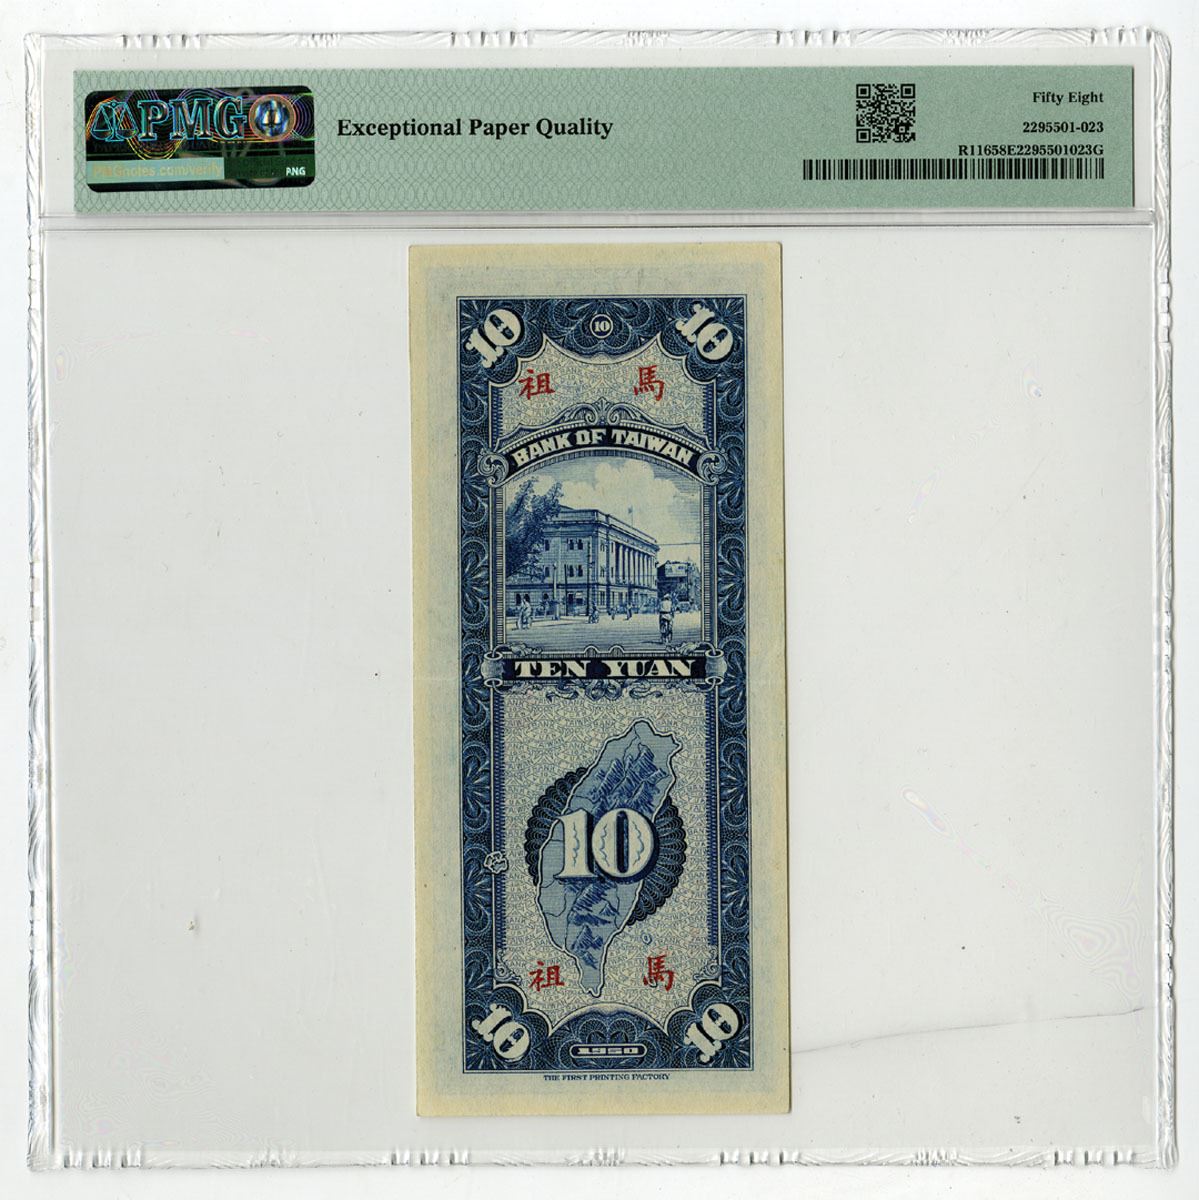 PMG
PMGnotes.com/verify
PNG
Exceptional Paper Quality
Fifty Eight
2295501-023
R11658E2295501023G
10
10
10
祖 馬
BANK OF TAIWAN
TEN YUAN
10
祖 馬
10
10
1950
THE FIRST PRINTING FACTORY